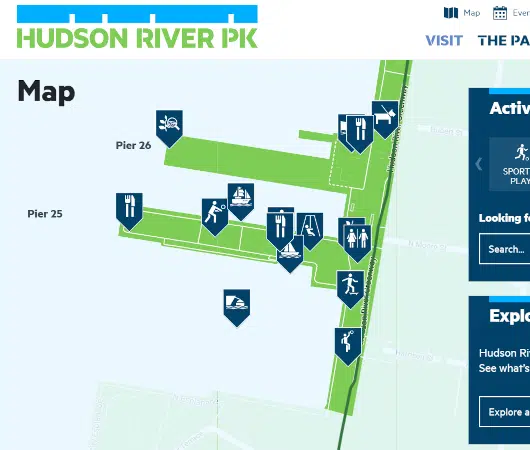 HUDSON RIVER PK
Map
Even
VISIT THE PA
Map
Pier 26
Pier 25
Activ
SPORT
PLAY
Looking fo
Search...
Explo
Hudson Ri
See what's
Explore a